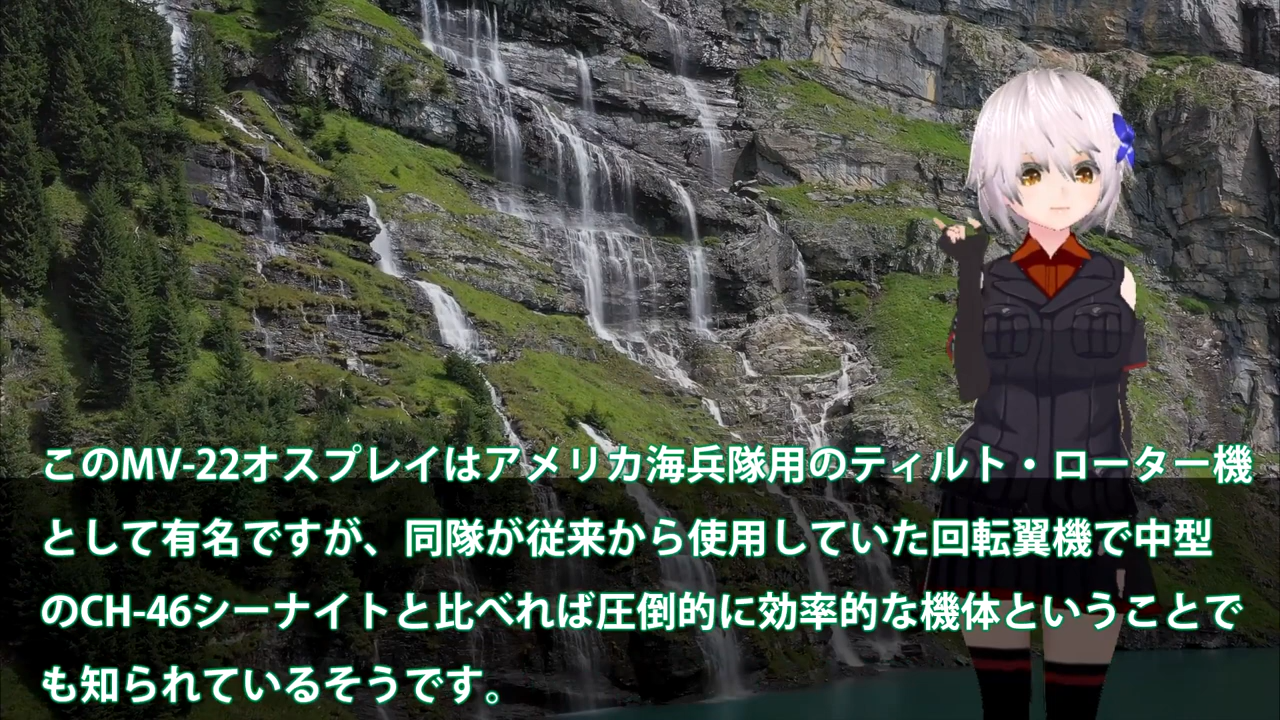 このMV-22オスプレイはアメリカ海兵隊用のティルト・ローター機
として有名ですが、同隊が従来から使用していた回転翼機で中型
のCH-46シーナイトと比べれば圧倒的に効率的な機体ということで
も知られているそうです。